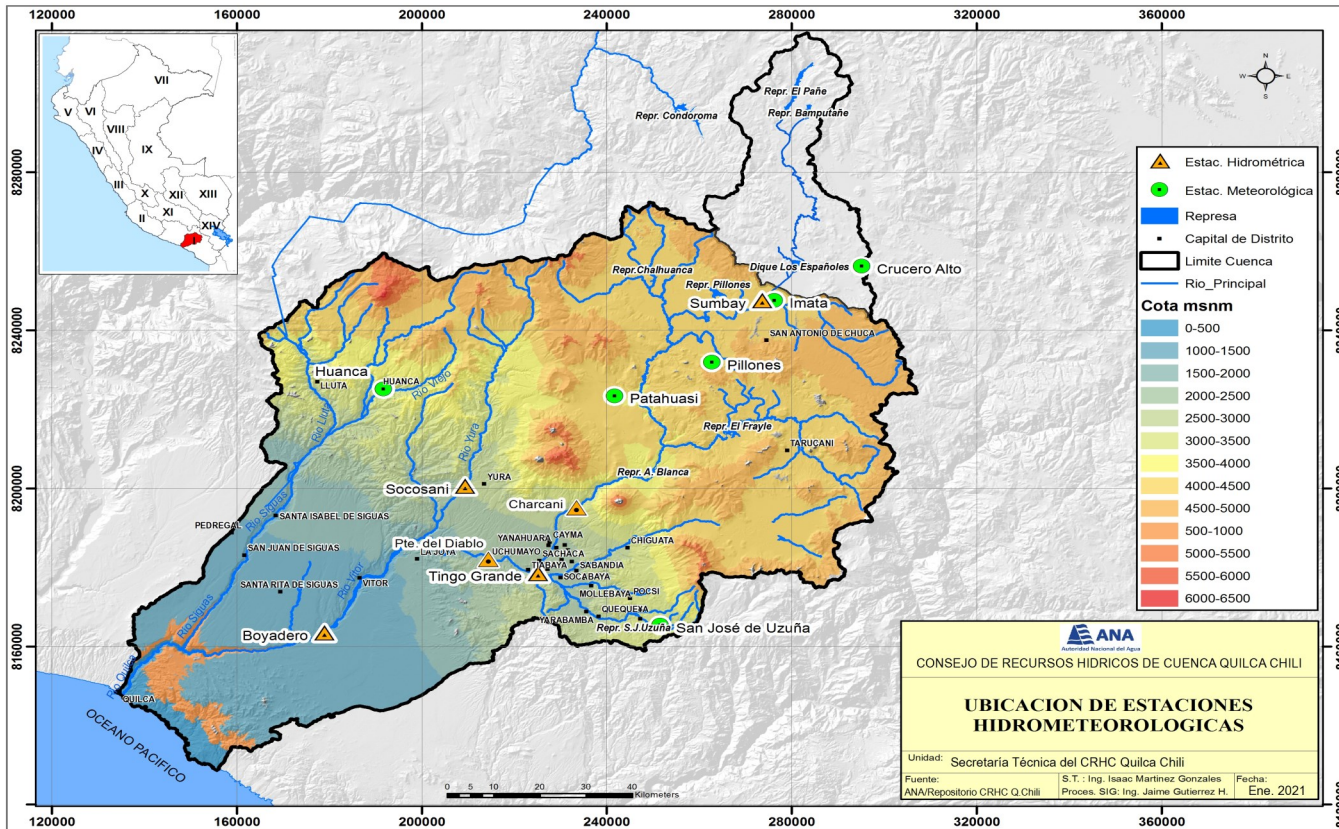 120000 160000 200000 240000 280000 320000 360000
8280000
8240000
8200000
8160000
VII
V VI
VIII
IV IX
III X XII XIII
II XI XIV
I
N
W E
S
Repr. El Pañe
Repr. Condoroma
Repr. Bamputañe
Repr.Chalhuanca
Dique Los Españoles
Crucero Alto
Repr. Pillones
Sumbay
Imata
SAN ANTONIO DE CHUCA
Huanca
LLUTA
HUANCA
Rio Viejo
Pillones
Patahuasi
Rio Lluta
Rio Yura
Repr. El Frayle
TARUCANI
Repr. A. Blanca
YURA
Socosani
Charcani
Rio Siguas
SANTA ISABEL DE SIGUAS
PEDREGAL
SAN JUAN DE SIGUAS
Pte. del Diablo
LA JOYA
UCHUMAYO
YANAHUARA
CAYMA
SACHACA
CHIGUATA
TIABAYA
SABANDIA
Tingo Grande
SOCABAYA
SANTA RITA DE SIGUAS
Rio Vitor
VITOR
MOLLEBAYA
POCSI
QUEQUEÑA
YARABAMBA
Repr. S.J.Uzuña
San José de Uzuña
Boyadero
Rio Siguas
Rio Quilca
QUILCA
OCEANO PACIFICO
0 5 10 20 30 40
Kilometers
Estac. Hidrométrica
Estac. Meteorológica
Represa
Capital de Distrito
Limite Cuenca
Rio_Principal
Cota msnm
0-500
1000-1500
1500-2000
2000-2500
2500-3000
3000-3500
3500-4000
4000-4500
4500-5000
500-1000
5000-5500
5500-6000
6000-6500
ANA
Autoridad Nacional del Agua
CONSEJO DE RECURSOS HIDRICOS DE CUENCA QUILCA CHILI
UBICACION DE ESTACIONES
HIDROMETEOROLOGICAS
Unidad: Secretaría Técnica del CRHC Quilca Chili
Fuente:
ANA/Repositorio CRHC Q.Chili
S.T. : Ing. Isaac Martinez Gonzales
Proces. SIG: Ing. Jaime Gutierrez H.
Fecha:
Ene. 2021
120000 160000 200000 240000 280000 320000 360000